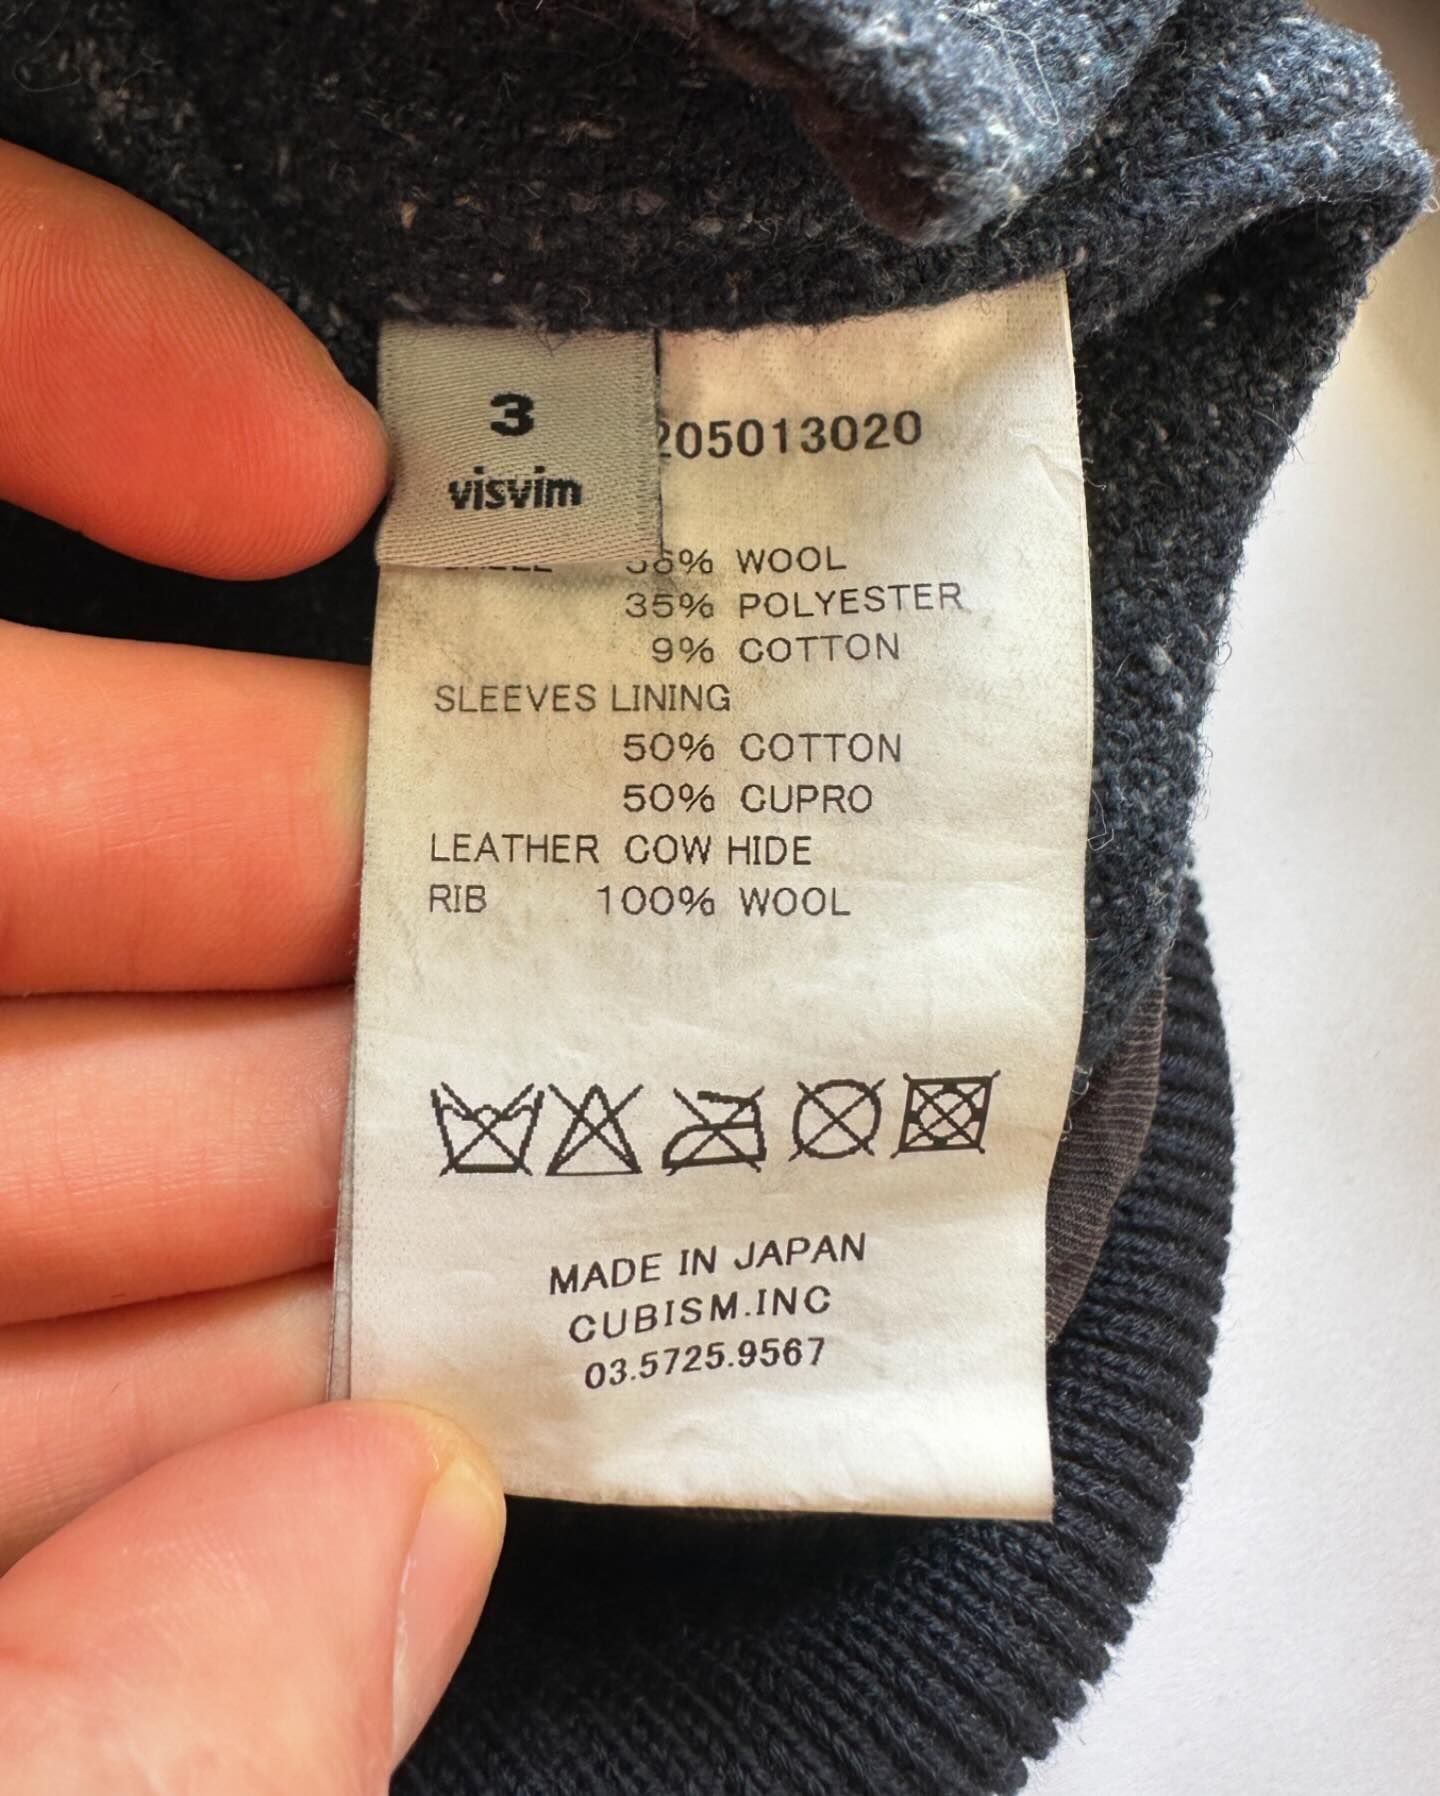 3
visvim
205013020
56% WOOL
35% POLYESTER
9% COTTON
SLEEVES LINING
50% COTTON
50% CUPRO
LEATHER COW HIDE
RIB 100% WOOL
MADE IN JAPAN
CUBISM.INC
03.5725.9567